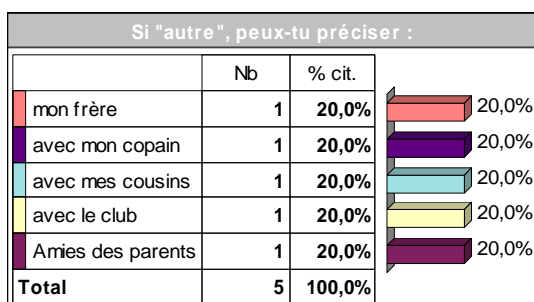 Si "autre", peux-tu préciser :
Nb % cit.
mon frère 1 20,0% 20,0%
avec mon copain 1 20,0% 20,0%
avec mes cousins 1 20,0% 20,0%
avec le club 1 20,0% 20,0%
Amies des parents 1 20,0% 20,0%
Total 5 100,0%